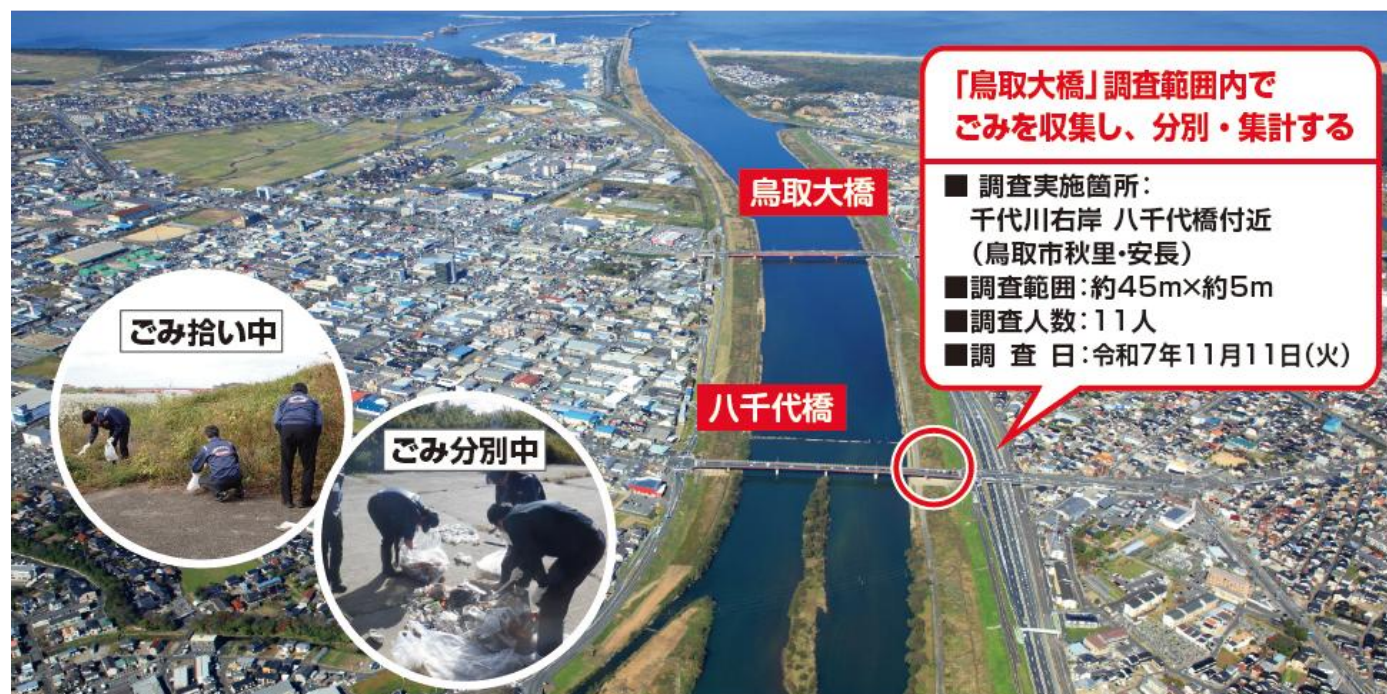 「鳥取大橋」調査範囲内で
ごみを収集し、分別・集計する
■ 調査実施箇所：
千代川右岸 八千代橋付近
（鳥取市秋里・安長）
■調査範囲：約45m×約5m
■調査人数：11人
■調 査 日：令和7年11月11日(火)
鳥取大橋
八千代橋
ごみ拾い中
ごみ分別中